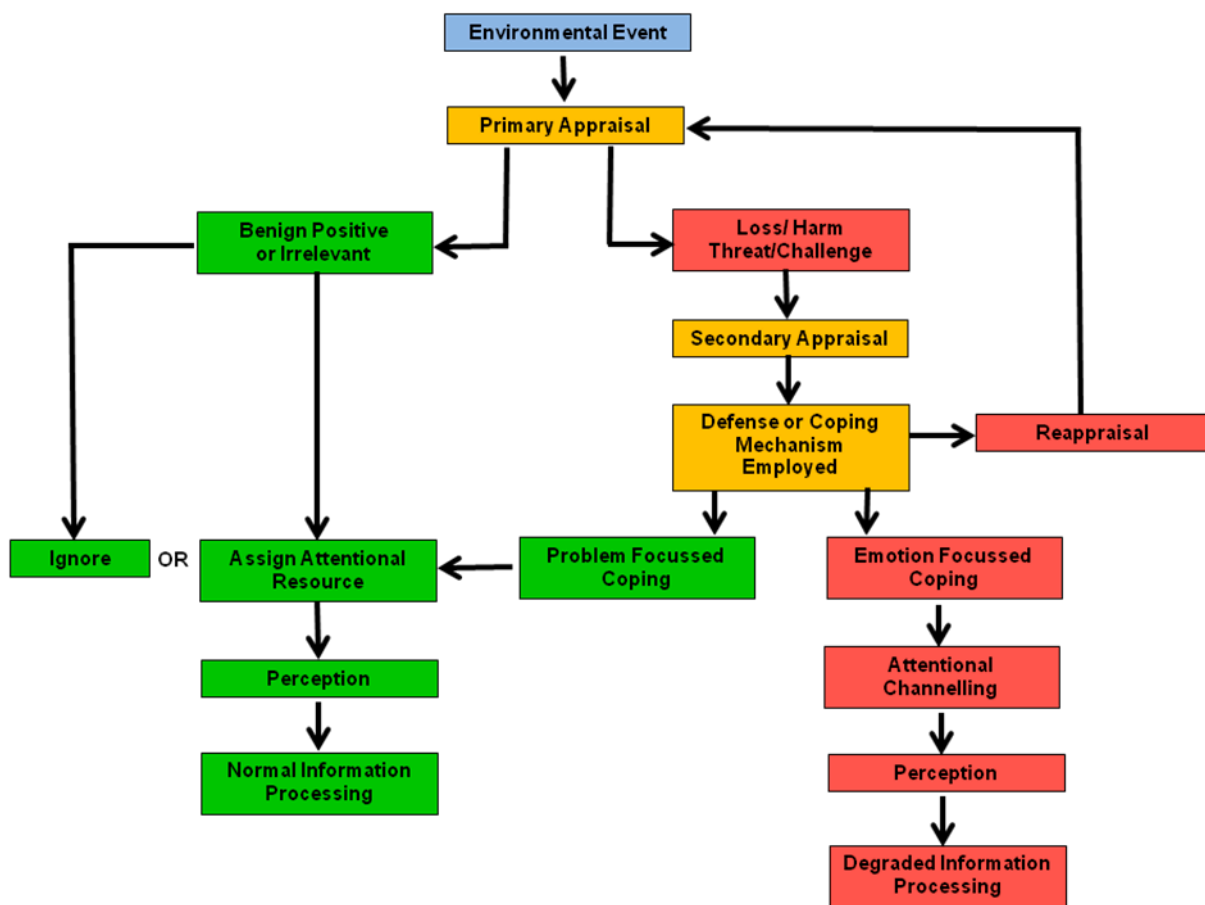 Environmental Event
Primary Appraisal
Benign Positive
or Irrelevant
Loss/ Harm
Threat/Challenge
Secondary Appraisal
Defense or Coping
Mechanism
Employed
Reappraisal
Ignore
OR
Assign Attentional
Resource
Problem Focussed
Coping
Emotion Focussed
Coping
Perception
Attentional
Channelling
Normal Information
Processing
Perception
Degraded Information
Processing